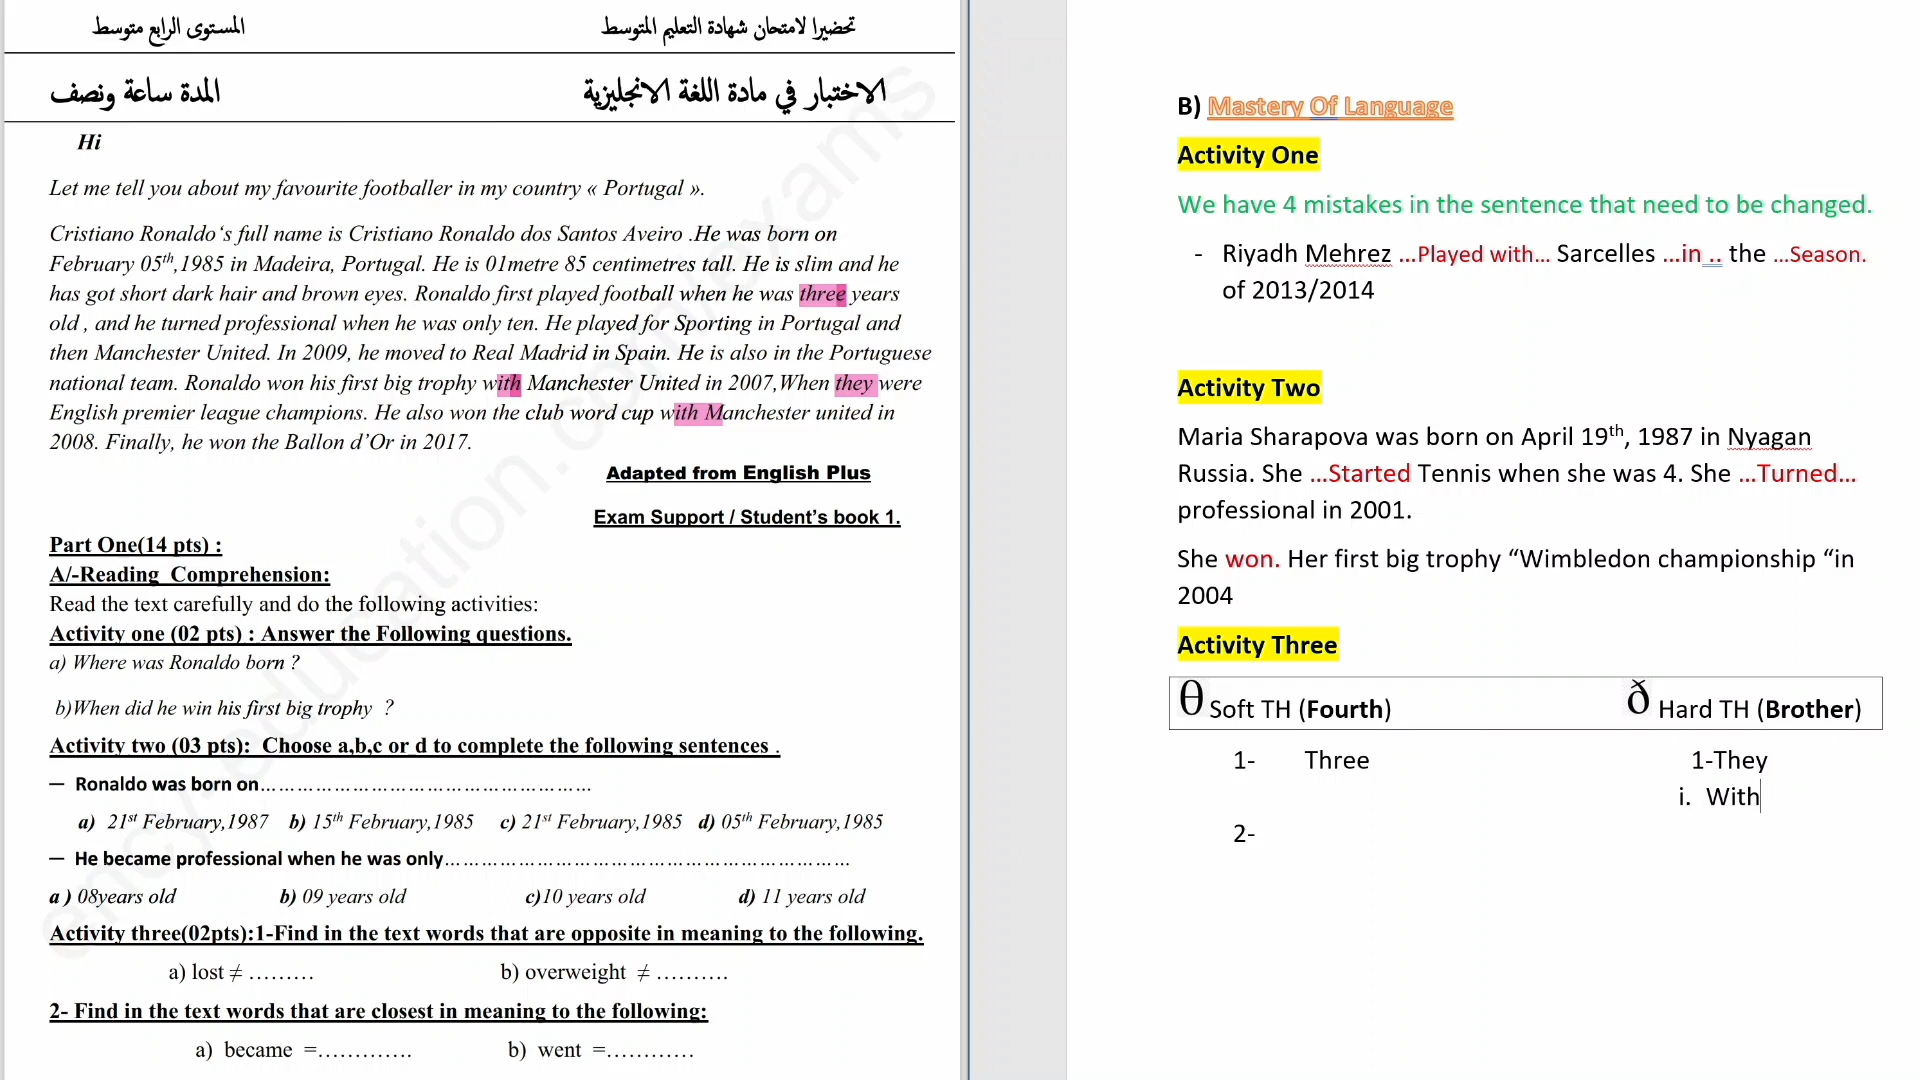 تحضيرا لامتحان شهادة التعليم المتوسط
المستوى الرابع متوسط
الاختبار في مادة اللغة الانجليزية
المدة ساعة ونصف
Hi
Let me tell you about my favourite footballer in my country « Portugal ».
Cristiano Ronaldo‘s full name is Cristiano Ronaldo dos Santos Aveiro .He was born on
February 05th,1985 in Madeira, Portugal. He is 01metre 85 centimetres tall. He is slim and he
has got short dark hair and brown eyes. Ronaldo first played football when he was three years
old , and he turned professional when he was only ten. He played for Sporting in Portugal and
then Manchester United. In 2009, he moved to Real Madrid in Spain. He is also in the Portuguese
national team. Ronaldo won his first big trophy with Manchester United in 2007,When they were
English premier league champions. He also won the club word cup with Manchester united in
2008. Finally, he won the Ballon d’Or in 2017.
Adapted from English Plus
Exam Support / Student’s book 1.
Part One(14 pts) :
A/-Reading Comprehension:
Read the text carefully and do the following activities:
Activity one (02 pts) : Answer the Following questions.
a) Where was Ronaldo born ?
b)When did he win his first big trophy ?
Activity two (03 pts): Choose a,b,c or d to complete the following sentences .
— Ronaldo was born on………………………………………………
a) 21st February,1987 b) 15th February,1985 c) 21st February,1985 d) 05th February,1985
— He became professional when he was only…………………………………………………………
a ) 08years old b) 09 years old c)10 years old d) 11 years old
Activity three(02pts):1-Find in the text words that are opposite in meaning to the following.
a) lost ≠ ……… b) overweight ≠ ……….
2- Find in the text words that are closest in meaning to the following:
a) became =…………. b) went =…………
ency-education.com/exams
B) Mastery Of Language
Activity One
We have 4 mistakes in the sentence that need to be changed.
- Riyadh Mehrez …Played with… Sarcelles …in .. the …Season.
of 2013/2014
Activity Two
Maria Sharapova was born on April 19th, 1987 in Nyagan
Russia. She …Started Tennis when she was 4. She …Turned…
professional in 2001.
She won. Her first big trophy “Wimbledon championship “in
2004
Activity Three
θ Soft TH (Fourth) ð Hard TH (Brother)
1- Three 1-They
i. With
2-